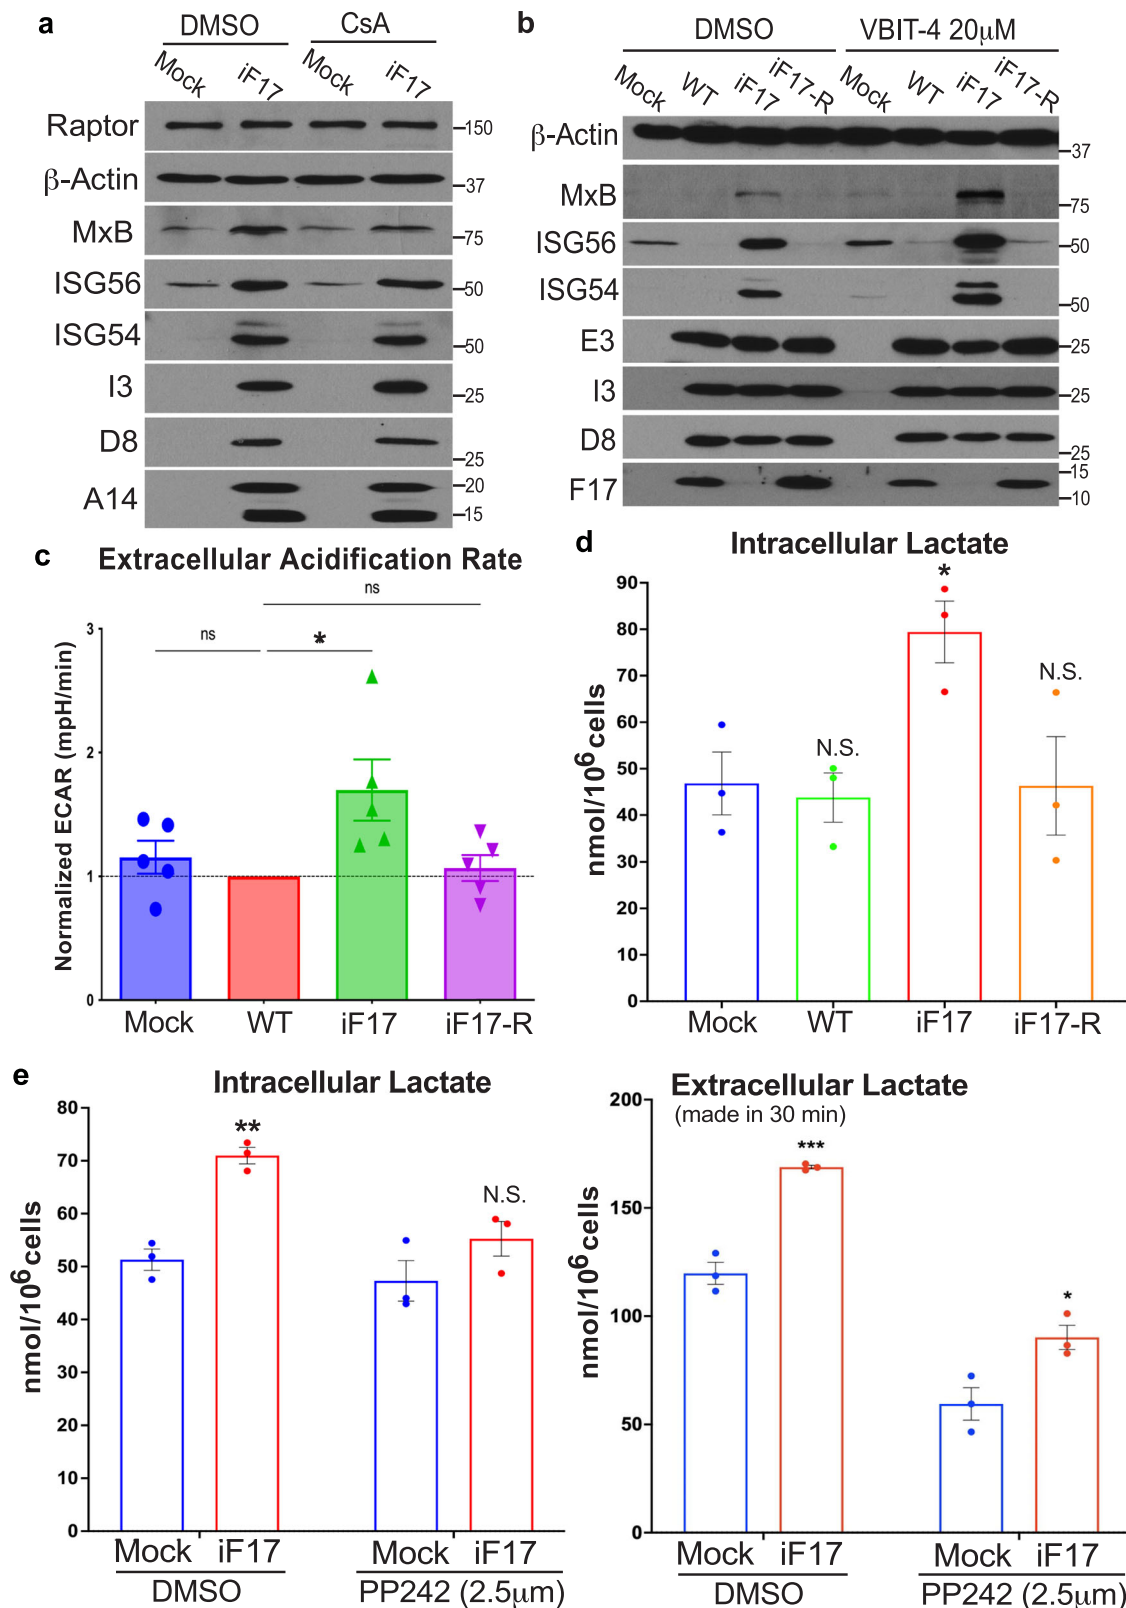 a
DMSO CsA
Mock iF17 Mock iF17
Raptor 150
β-Actin 37
MxB 75
ISG56 50
ISG54 50
I3 25
D8 25
A14 20
15
b
DMSO VBIT-4 20μM
Mock WT iF17 iF17-R Mock WT iF17 iF17-R
β-Actin 37
MxB 75
ISG56 50
ISG54 50
E3 25
I3 25
D8 25
F17 15
10
c Extracellular Acidification Rate
ns
ns *
Normalized ECAR (mpH/min)
3
2
1
0
Mock WT iF17 iF17-R
d Intracellular Lactate
nmol/10⁶cells
90
80
70
60
50
40
30
20
10
0
*
N.S.
N.S.
Mock WT iF17 iF17-R
e Intracellular Lactate
nmol/10⁶cells
80
70
60
50
40
30
20
10
0
**
N.S.
Mock iF17 Mock iF17
DMSO PP242 (2.5μm)
Extracellular Lactate
(made in 30 min)
nmol/10⁶cells
200
150
100
50
0
***
*
Mock iF17 Mock iF17
DMSO PP242 (2.5μm)